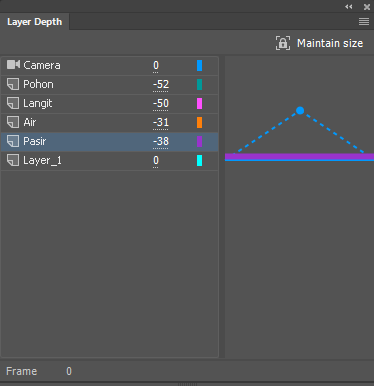 Layer Depth
Maintain size
Camera 0
Pohon -52
Langit -50
Air -31
Pasir -38
Layer_1 0
Frame 0